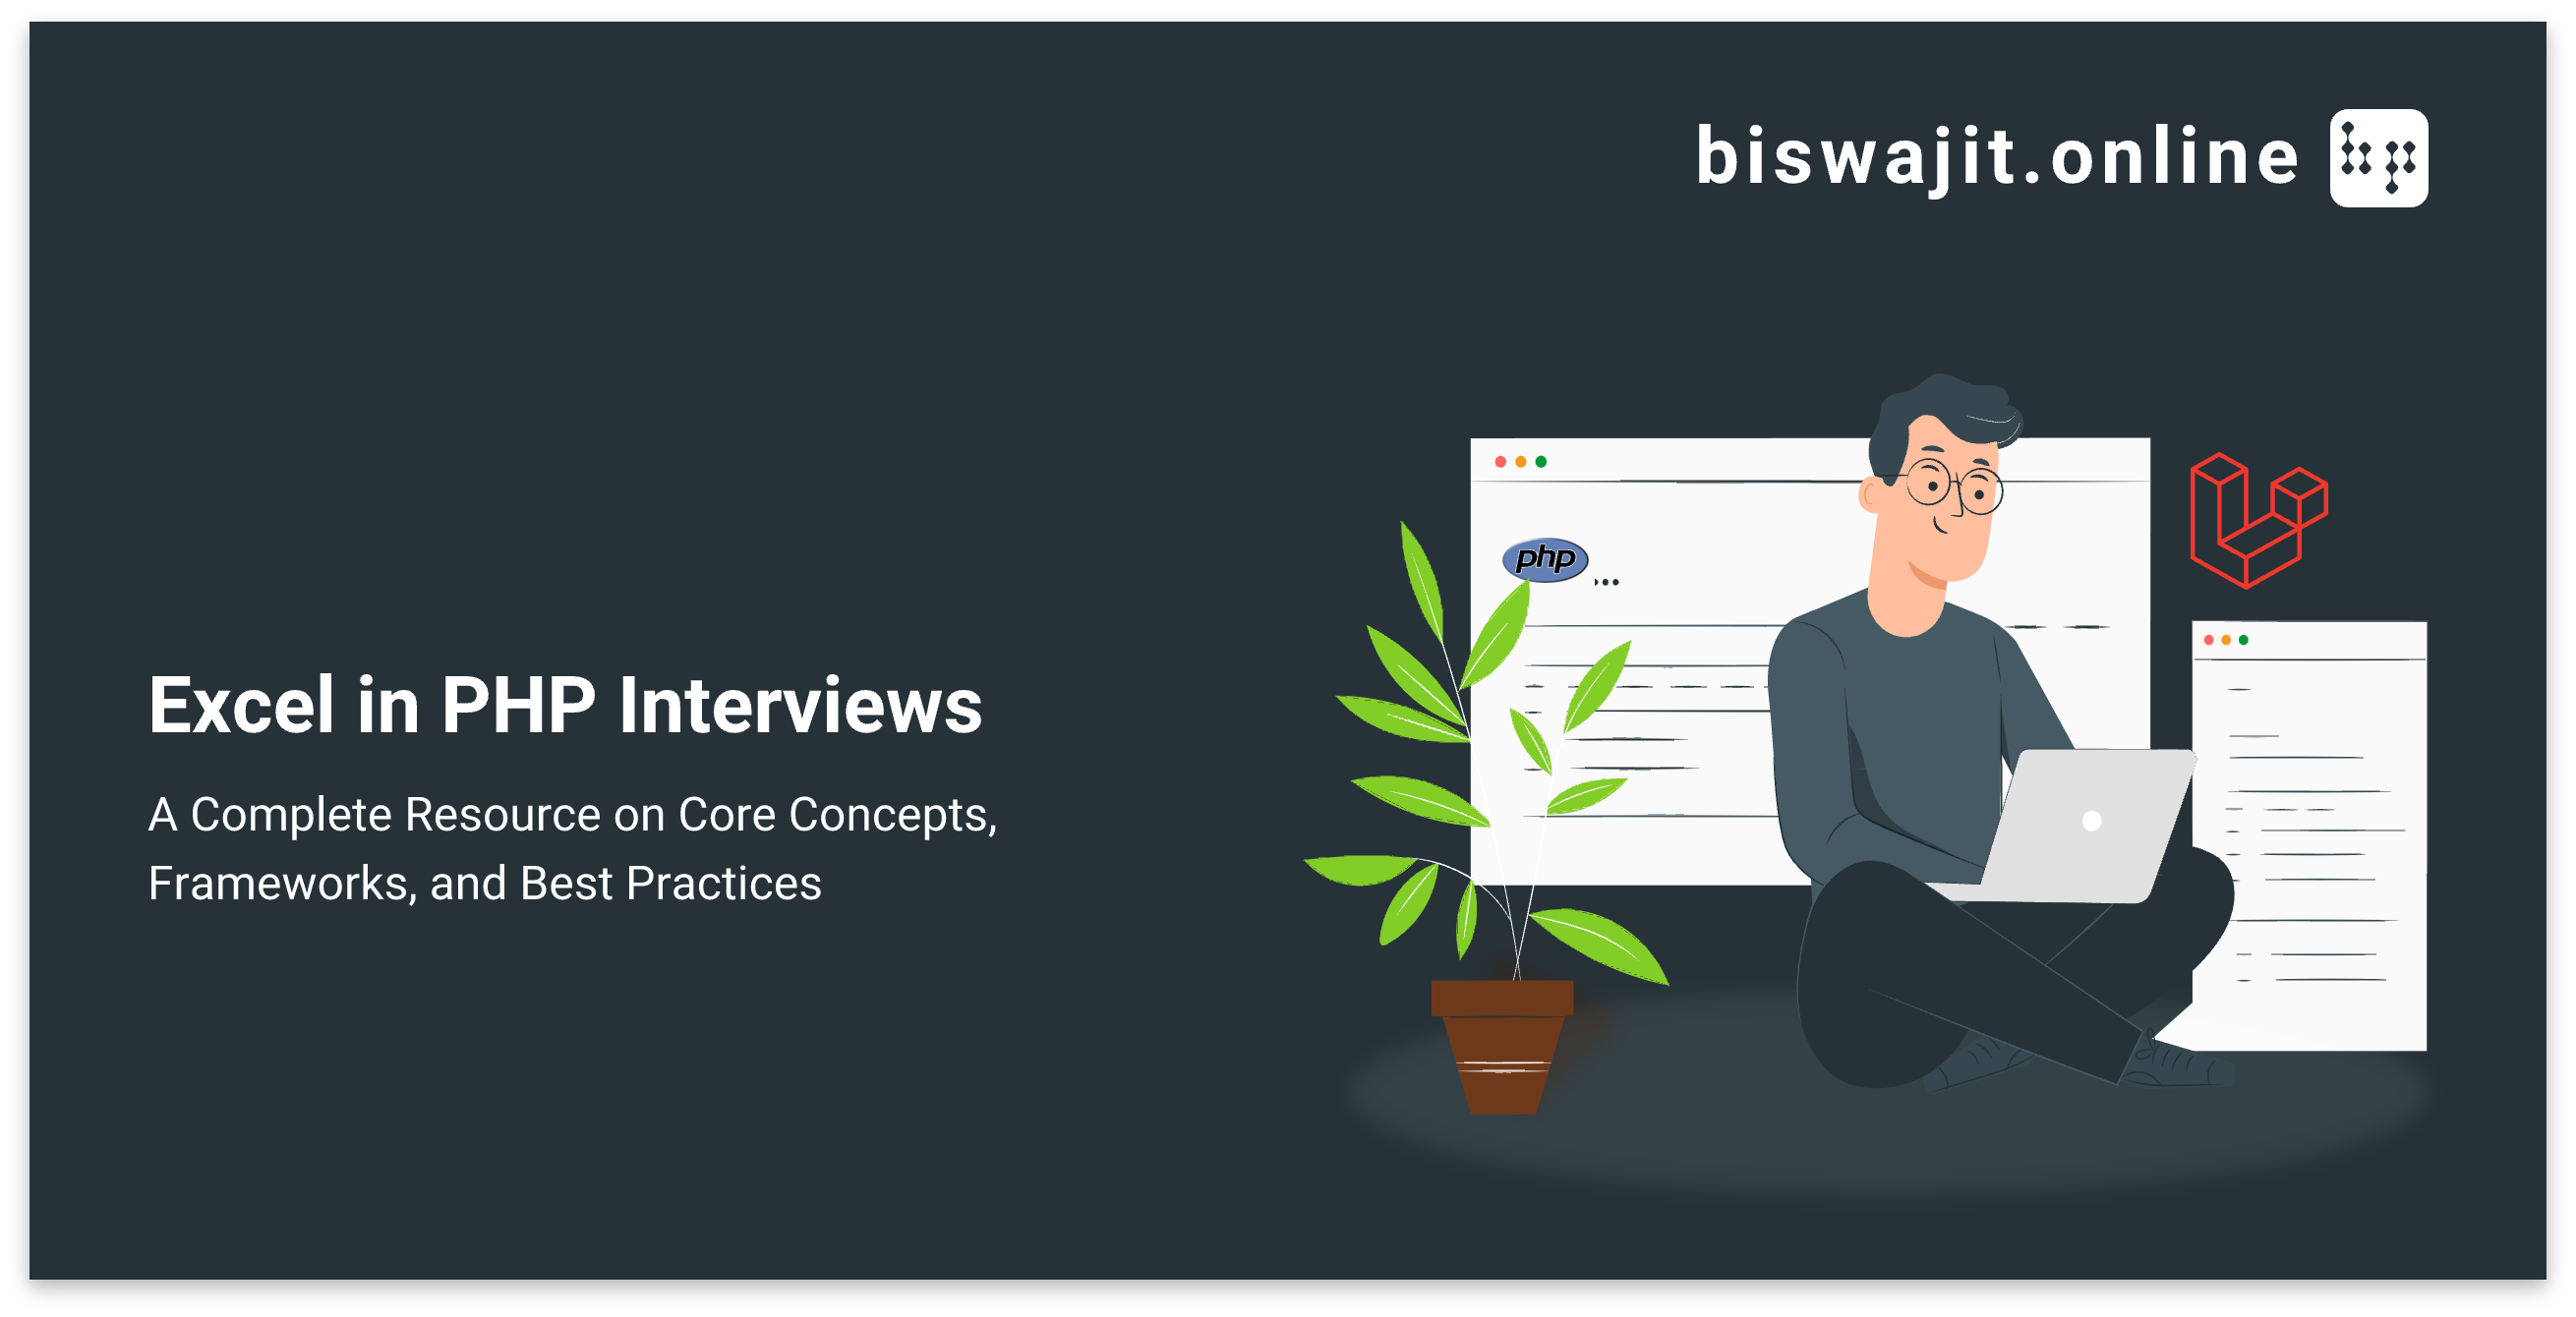 biswajit.online
php
Excel in PHP Interviews
A Complete Resource on Core Concepts,
Frameworks, and Best Practices